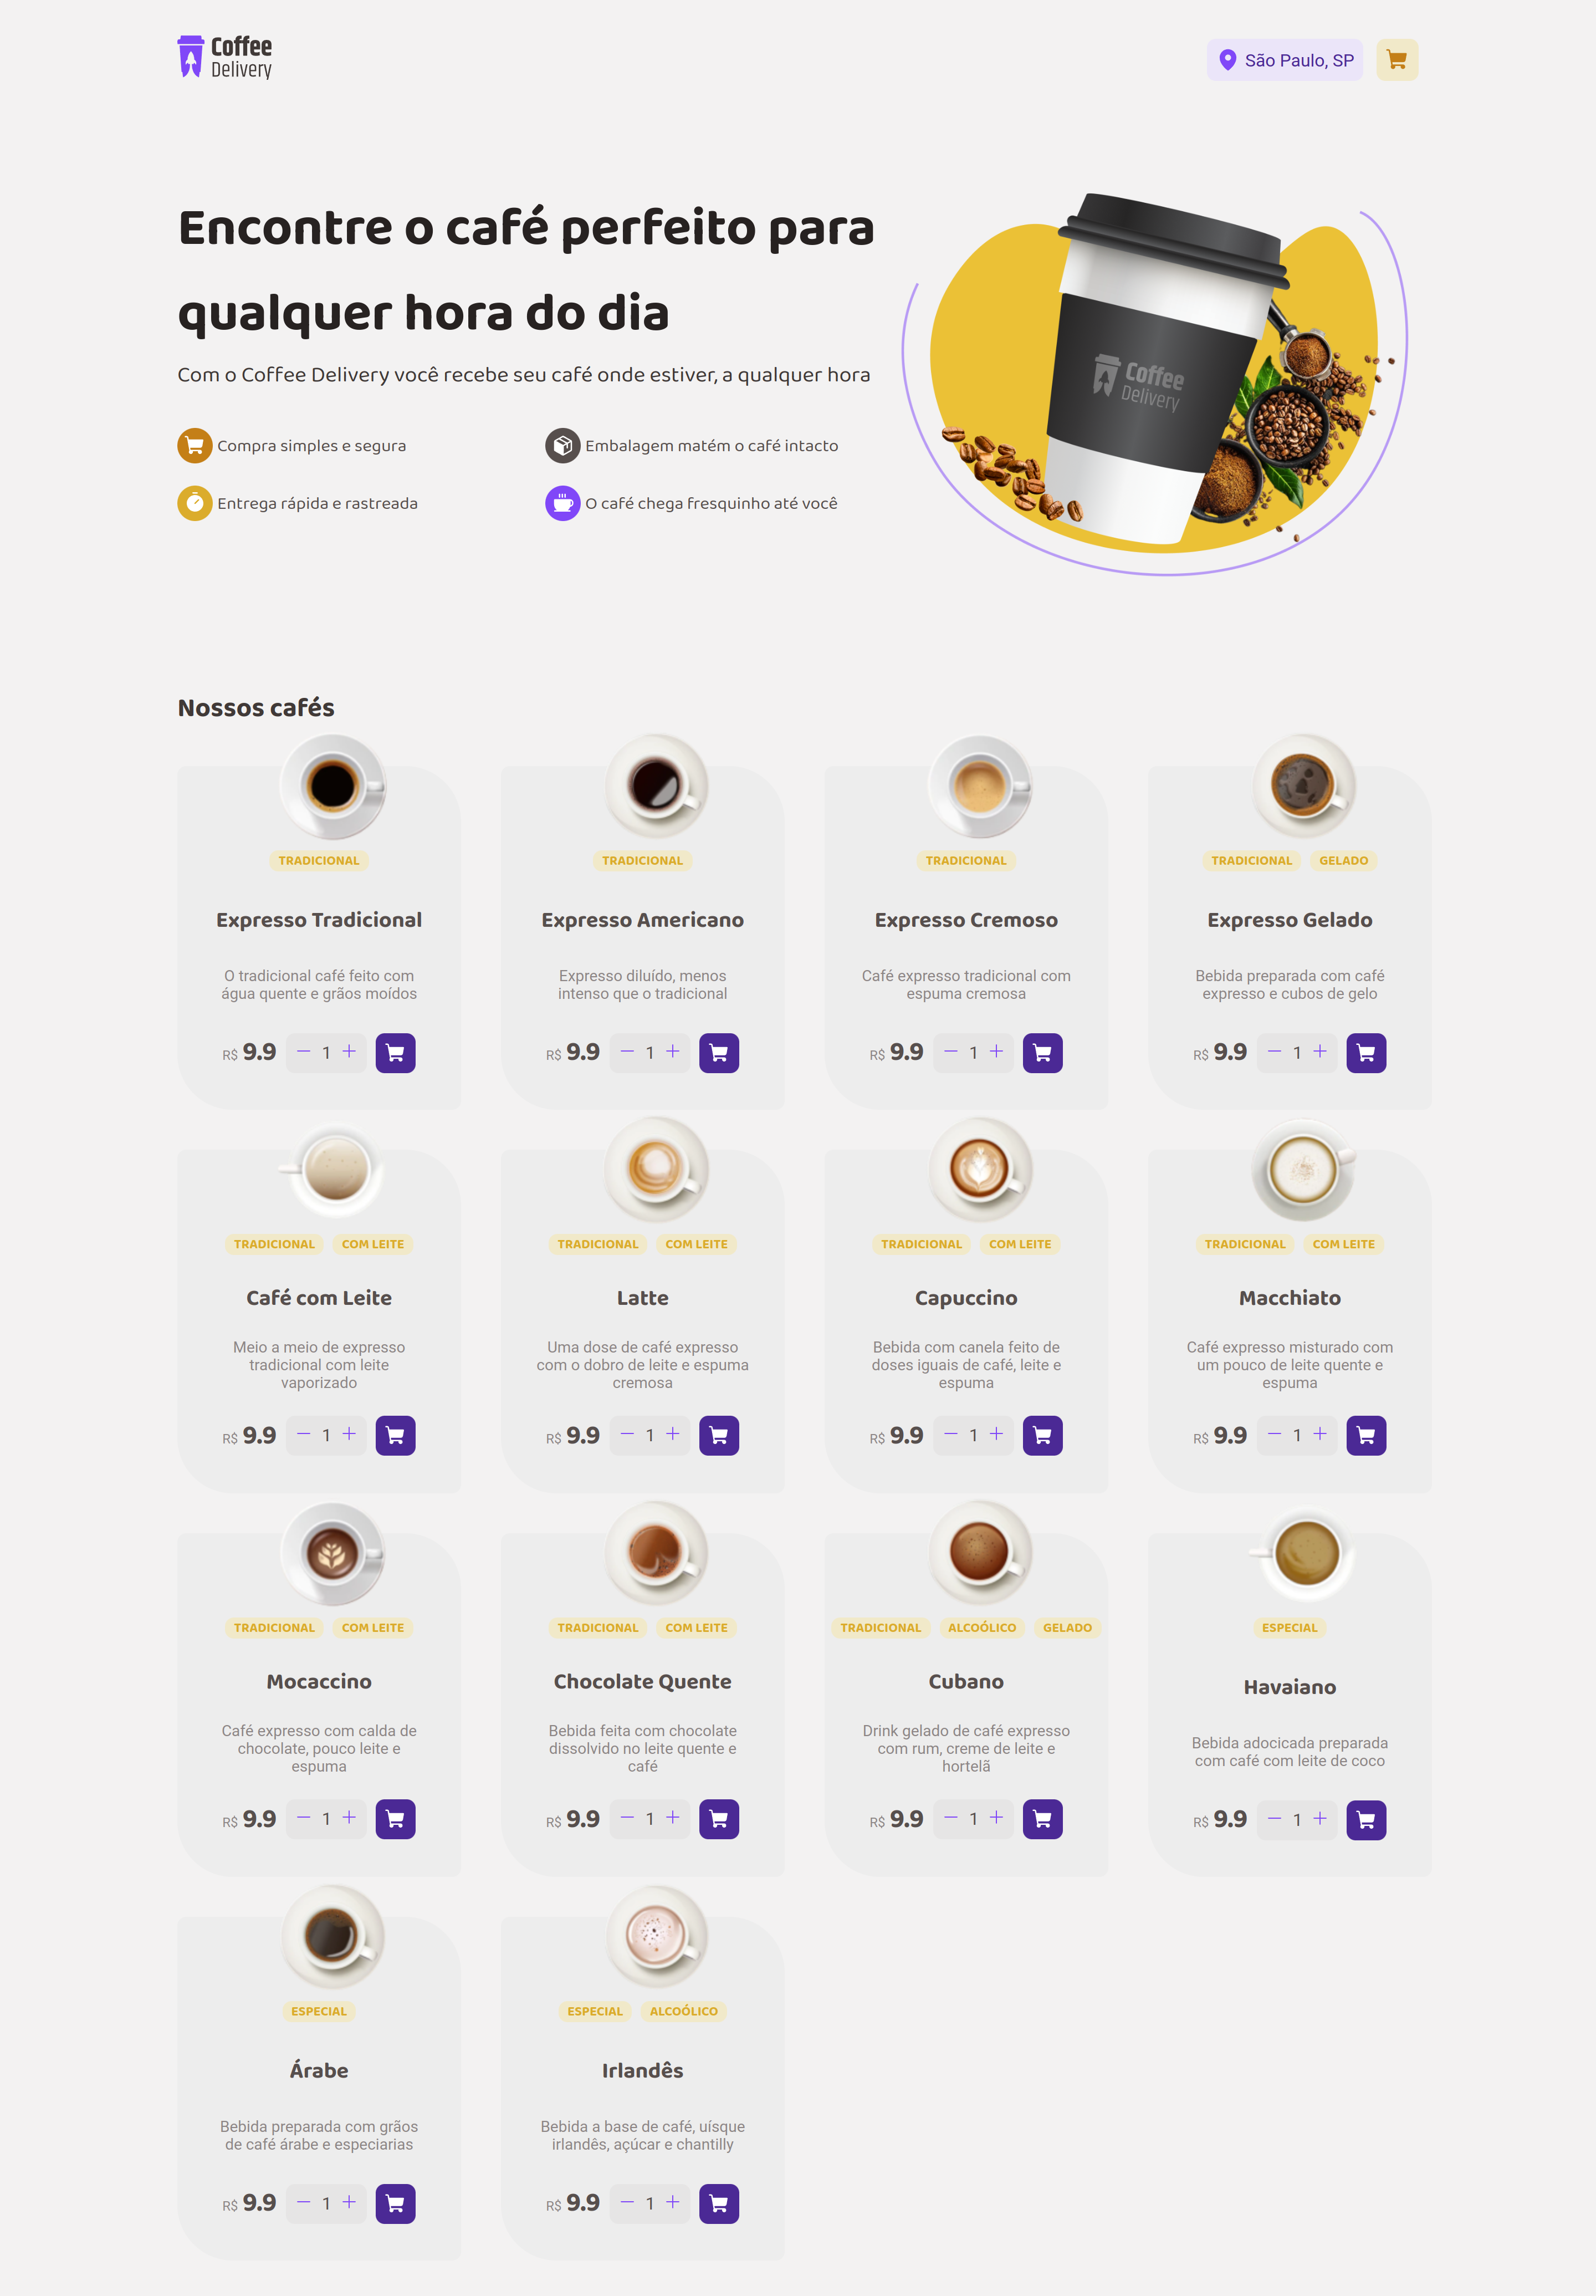 Coffee
Delivery
São Paulo, SP
Encontre o café perfeito para
qualquer hora do dia
Com o Coffee Delivery você recebe seu café onde estiver, a qualquer hora
Compra simples e segura
Embalagem matém o café intacto
Entrega rápida e rastreada
O café chega fresquinho até você
Coffee
Delivery
Nossos cafés
TRADICIONAL
Expresso Tradicional
O tradicional café feito com
água quente e grãos moídos
R$ 9.9 1
TRADICIONAL
Expresso Americano
Expresso diluído, menos
intenso que o tradicional
R$ 9.9 1
TRADICIONAL
Expresso Cremoso
Café expresso tradicional com
espuma cremosa
R$ 9.9 1
TRADICIONAL GELADO
Expresso Gelado
Bebida preparada com café
expresso e cubos de gelo
R$ 9.9 1
TRADICIONAL COM LEITE
Café com Leite
Meio a meio de expresso
tradicional com leite
vaporizado
R$ 9.9 1
TRADICIONAL COM LEITE
Latte
Uma dose de café expresso
com o dobro de leite e espuma
cremosa
R$ 9.9 1
TRADICIONAL COM LEITE
Capuccino
Bebida com canela feito de
doses iguais de café, leite e
espuma
R$ 9.9 1
TRADICIONAL COM LEITE
Macchiato
Café expresso misturado com
um pouco de leite quente e
espuma
R$ 9.9 1
TRADICIONAL COM LEITE
Mocaccino
Café expresso com calda de
chocolate, pouco leite e
espuma
R$ 9.9 1
TRADICIONAL COM LEITE
Chocolate Quente
Bebida feita com chocolate
dissolvido no leite quente e
café
R$ 9.9 1
TRADICIONAL ALCOÓLICO GELADO
Cubano
Drink gelado de café expresso
com rum, creme de leite e
hortelã
R$ 9.9 1
ESPECIAL
Havaiano
Bebida adocicada preparada
com café com leite de coco
R$ 9.9 1
ESPECIAL
Árabe
Bebida preparada com grãos
de café árabe e especiarias
R$ 9.9 1
ESPECIAL ALCOÓLICO
Irlandês
Bebida a base de café, uísque
irlandês, açúcar e chantilly
R$ 9.9 1